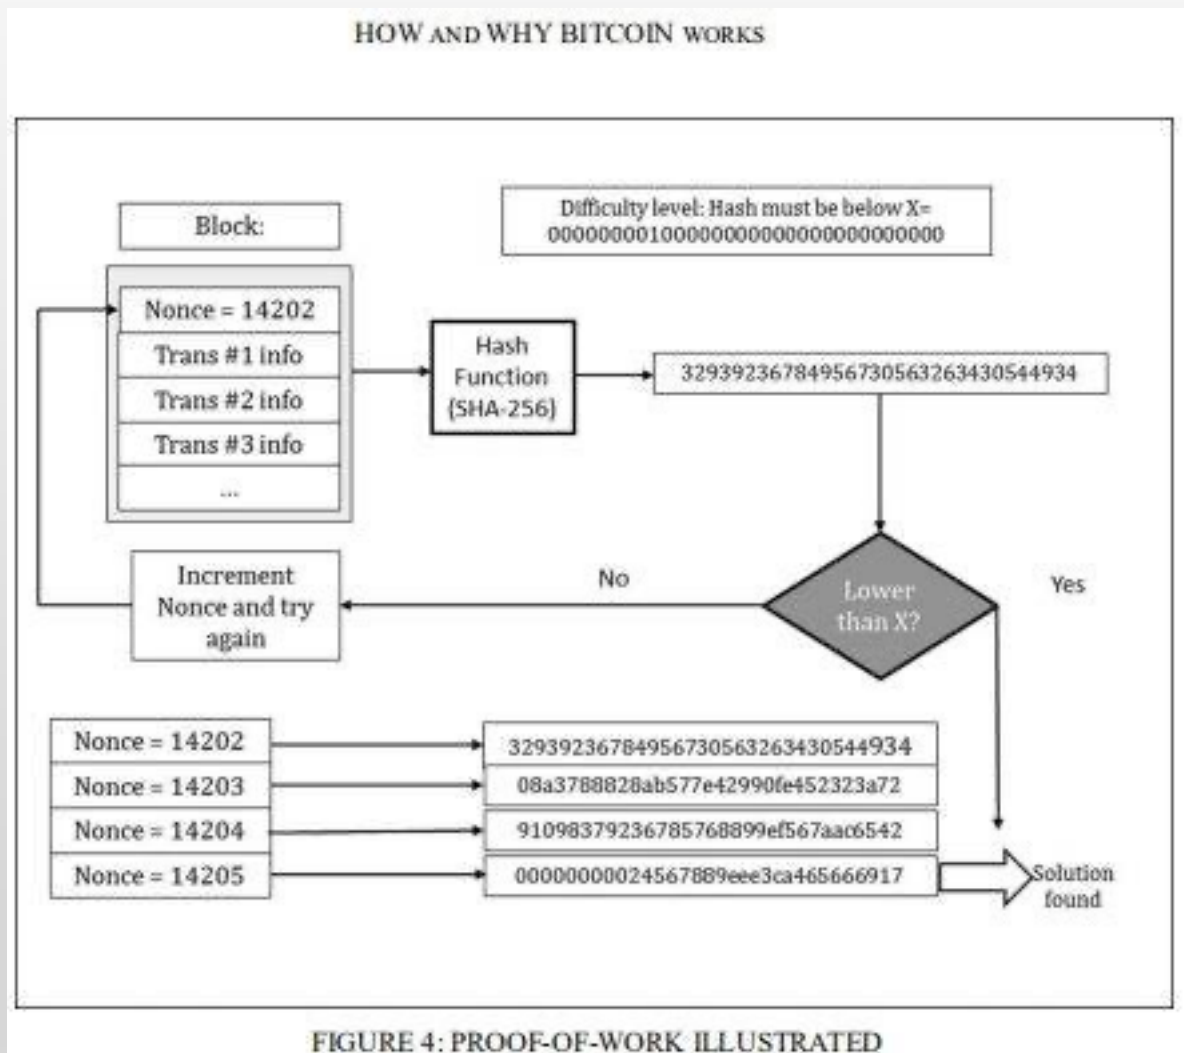 HOW AND WHY BITCOIN WORKS
Difficulty level: Hash must be below X=
00000000100000000000000000000000
Block:
Nonce = 14202
Trans #1 info
Trans #2 info
Trans #3 info
...
Hash
Function
(SHA-256)
32939236784956730563263430544934
Increment
Nonce and try
again
No
Lower
than X?
Yes
Nonce = 14202
32939236784956730563263430544934
Nonce = 14203
08a3788828ab577e42990fe452323a72
Nonce = 14204
91098379236785768899ef567aac6542
Nonce = 14205
00000000024567889eee3ca465666917
Solution
found
FIGURE 4: PROOF-OF-WORK ILLUSTRATED